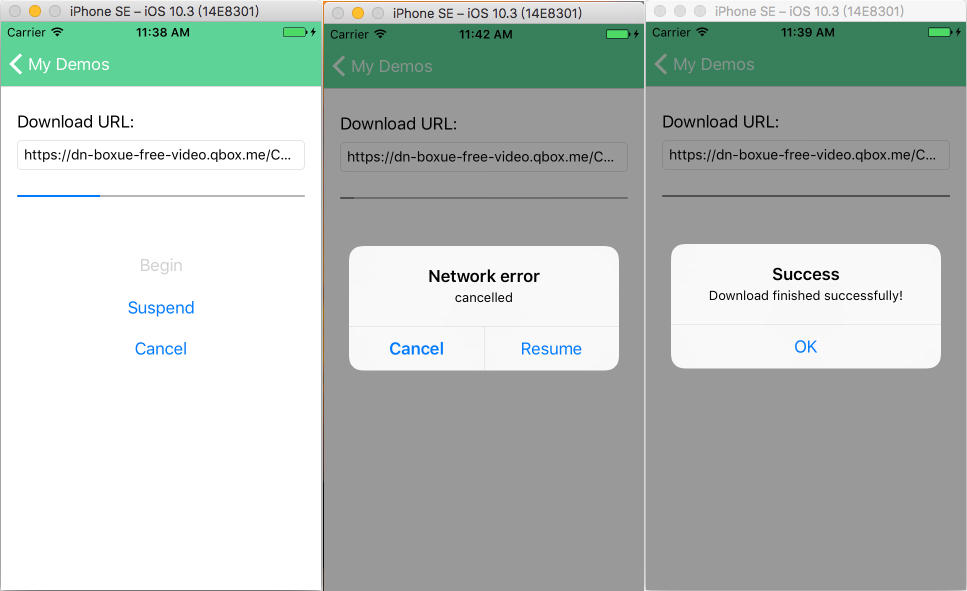 iPhone SE – iOS 10.3 (14E8301)
Carrier 11:38 AM
My Demos
Download URL:
https://dn-boxue-free-video.qbox.me/C...
Begin
Suspend
Cancel
iPhone SE – iOS 10.3 (14E8301)
Carrier 11:42 AM
My Demos
Download URL:
https://dn-boxue-free-video.qbox.me/C...
Network error
cancelled
Cancel Resume
iPhone SE – iOS 10.3 (14E8301)
Carrier 11:39 AM
My Demos
Download URL:
https://dn-boxue-free-video.qbox.me/C...
Success
Download finished successfully!
OK